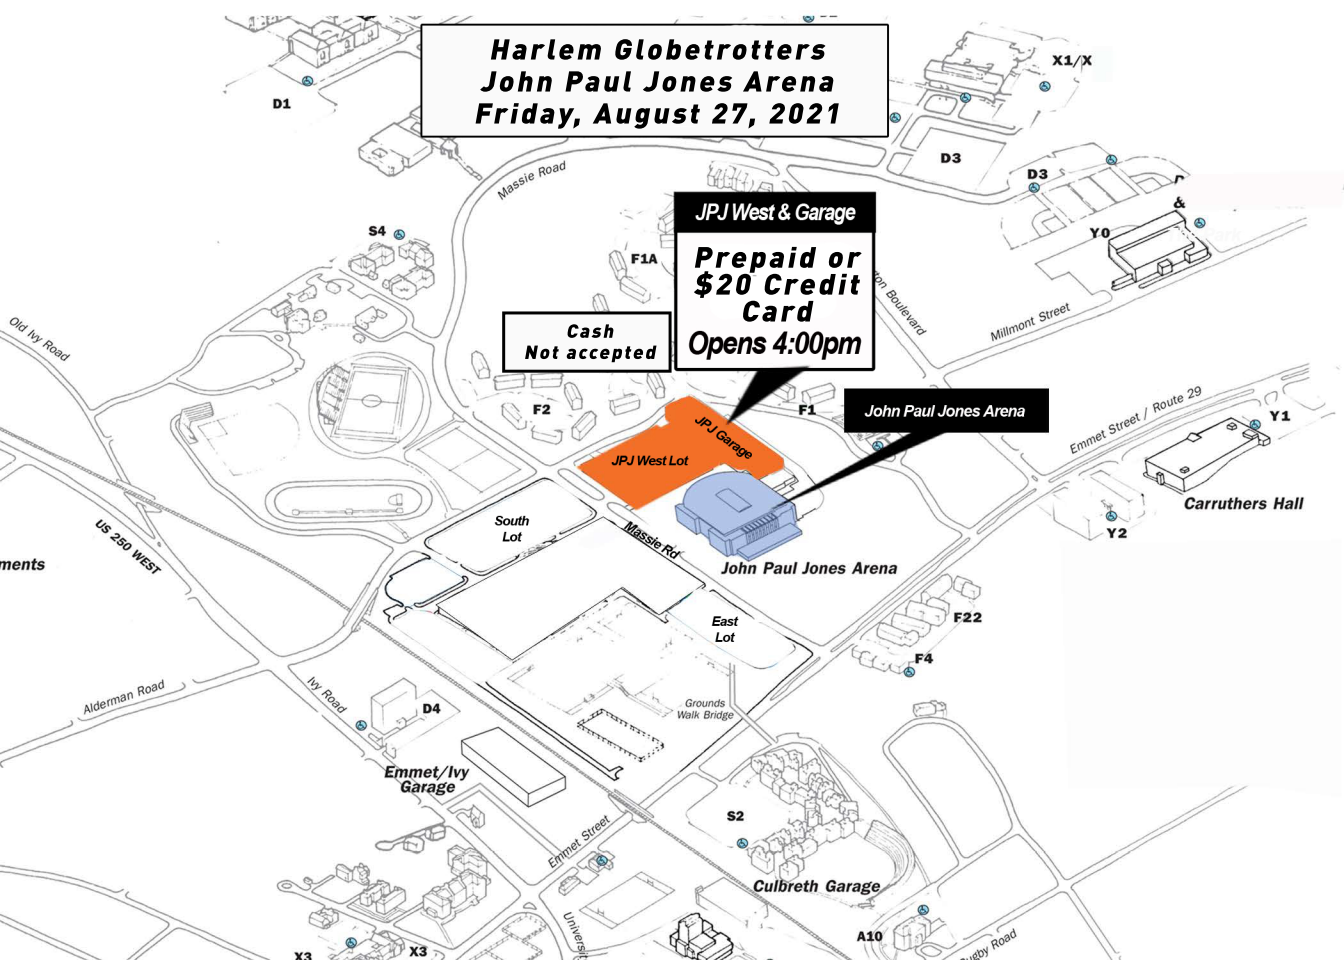 Harlem Globetrotters
John Paul Jones Arena
Friday, August 27, 2021
X1/X
D1
D3
D3
&
Massie Road
JPJ West & Garage
S4
Y0
F1A
Prepaid or
$20 Credit
Card
Opens 4:00pm
Boulevard
Millmont Street
Old Ivy Road
Cash
Not accepted
F2
F1
John Paul Jones Arena
Emmet Street / Route 29
Y1
JPJ Garage
JPJ West Lot
Carruthers Hall
South
Lot
Massie Rd
Y2
US 250 WEST
John Paul Jones Arena
ments
East
Lot
F22
F4
Alderman Road
Ivy Road
D4
Grounds
Walk Bridge
Emmet/Ivy
Garage
S2
Emmet Street
Culbreth Garage
A10
X3
X3